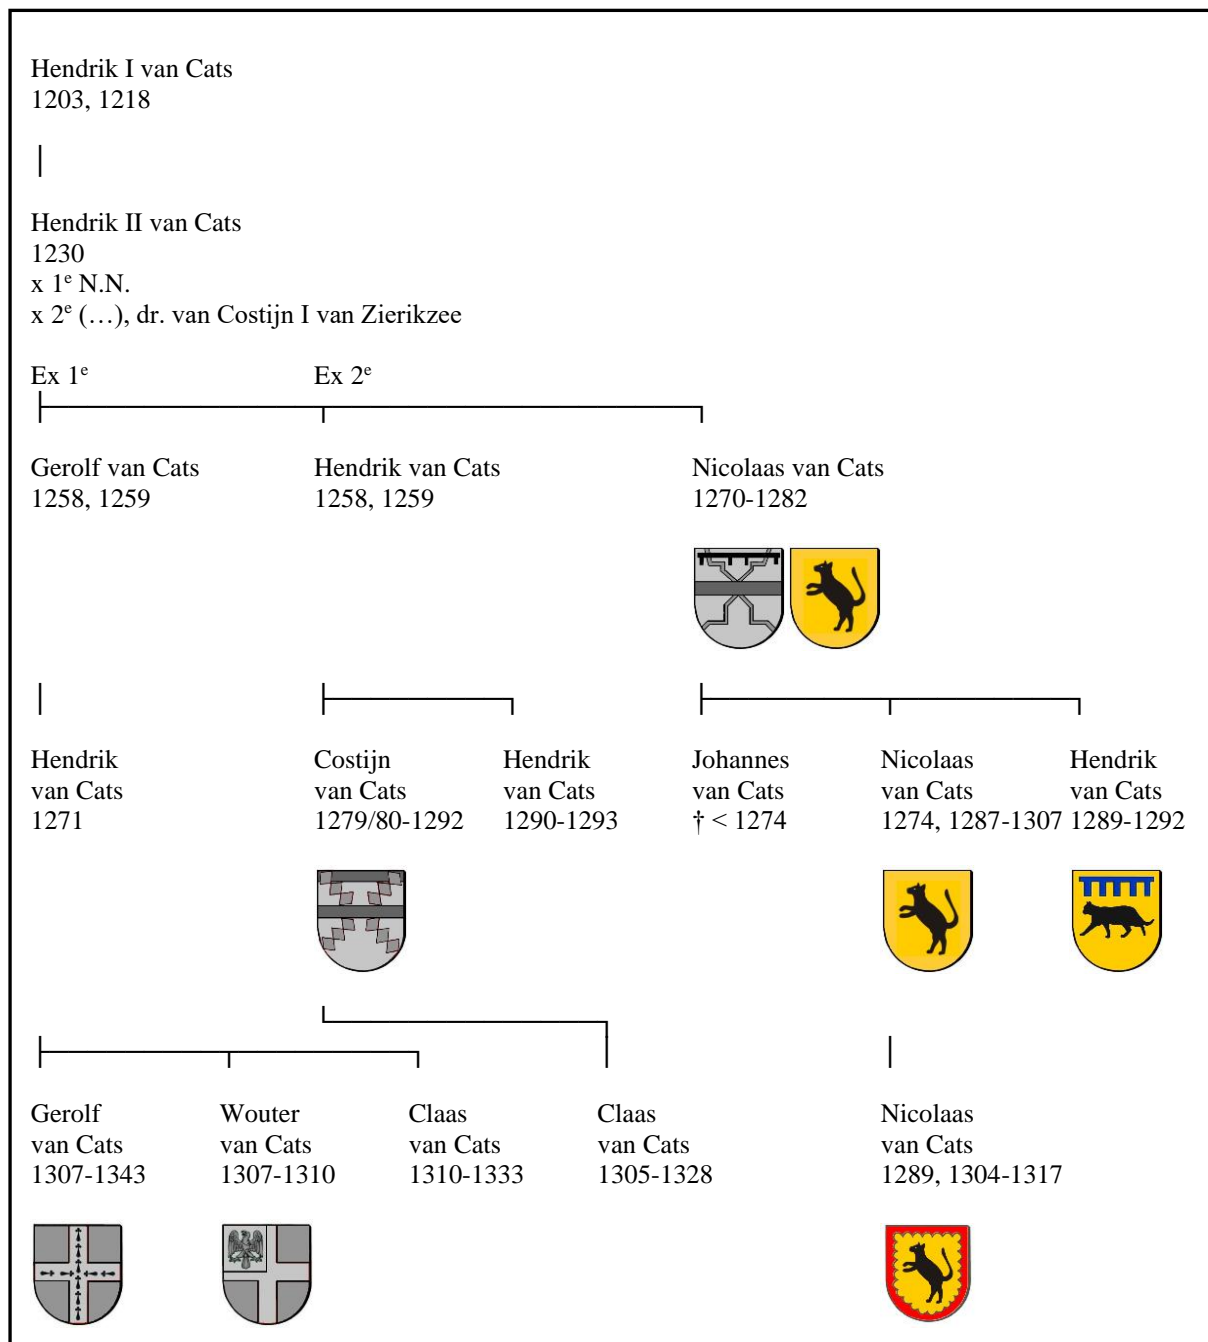 Hendrik I van Cats
1203, 1218
Hendrik II van Cats
1230
x 1e N.N.
x 2e (…), dr. van Costijn I van Zierikzee
Ex 1e
Ex 2e
Gerolf van Cats
1258, 1259
Hendrik van Cats
1258, 1259
Nicolaas van Cats
1270-1282
Hendrik
van Cats
1271
Costijn
van Cats
1279/80-1292
Hendrik
van Cats
1290-1293
Johannes
van Cats
† < 1274
Nicolaas
van Cats
1274, 1287-1307
Hendrik
van Cats
1289-1292
Gerolf
van Cats
1307-1343
Wouter
van Cats
1307-1310
Claas
van Cats
1310-1333
Claas
van Cats
1305-1328
Nicolaas
van Cats
1289, 1304-1317